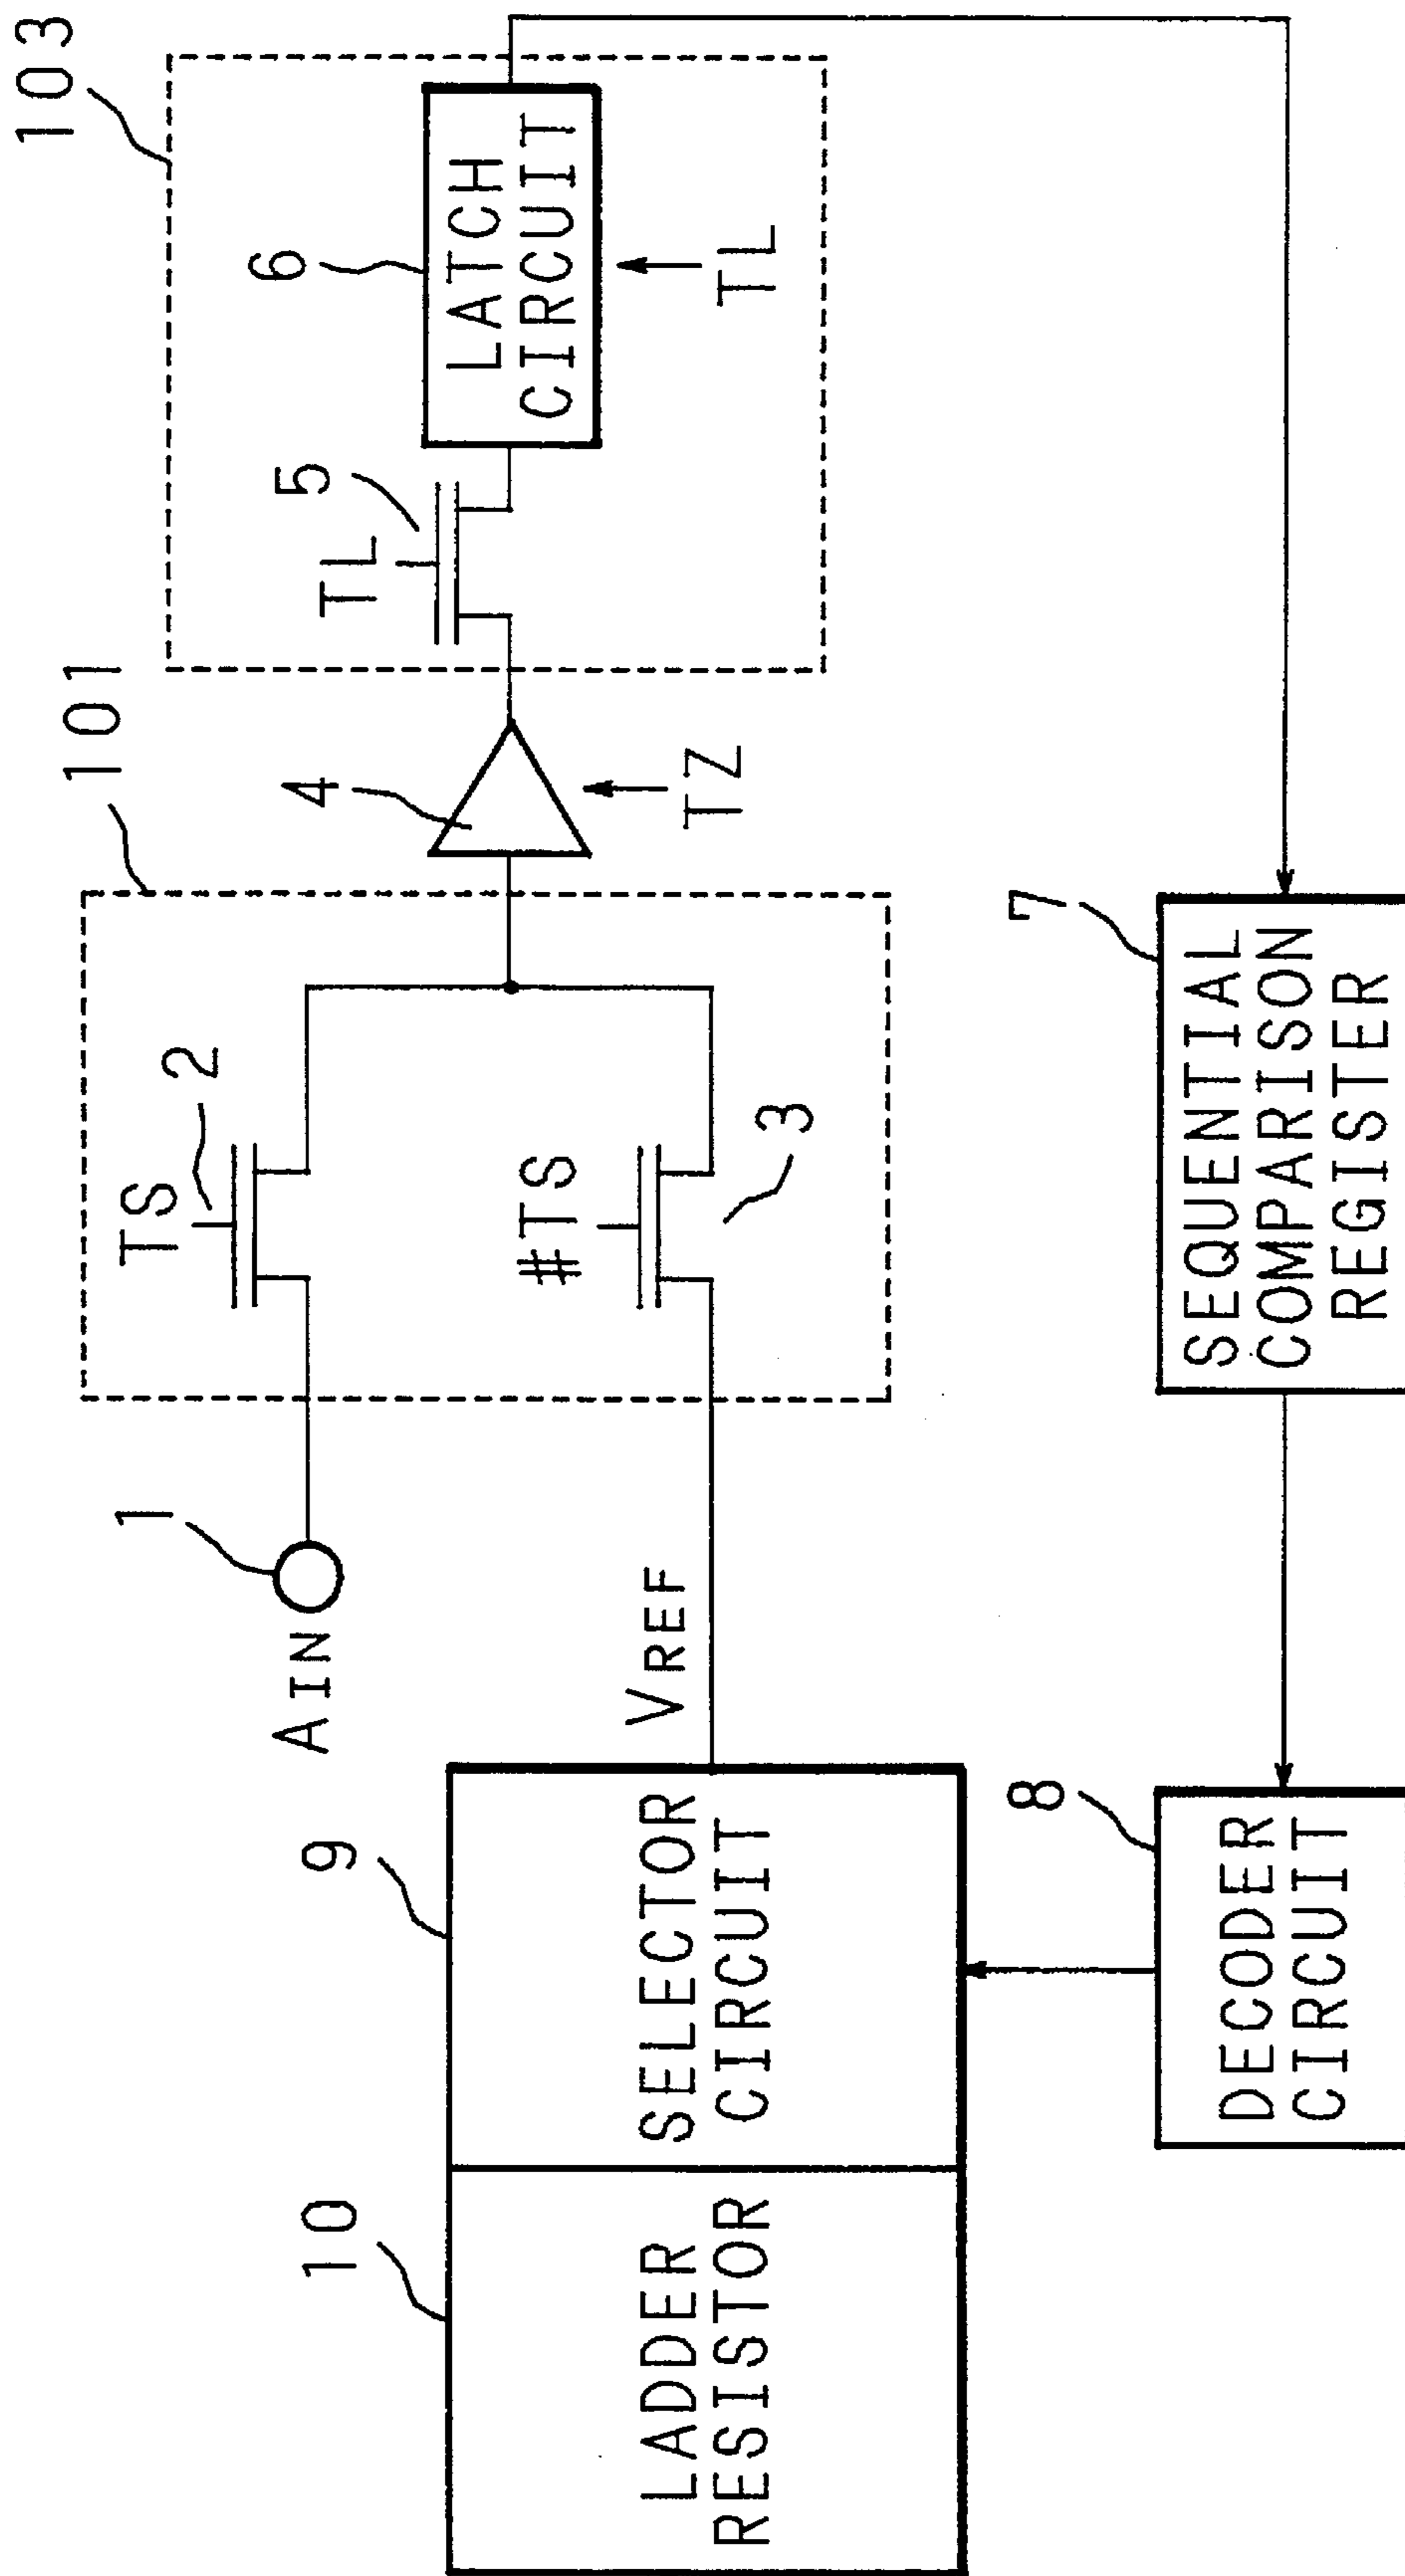 103
101
6
LATCH
CIRCUIT
TL
5
TL
4
TZ
2
TS
#TS
3
1
AIN
VREF
7
SEQUENTIAL
COMPARISON
REGISTER
9
SELECTOR
CIRCUIT
10
LADDER
RESISTOR
8
DECODER
CIRCUIT